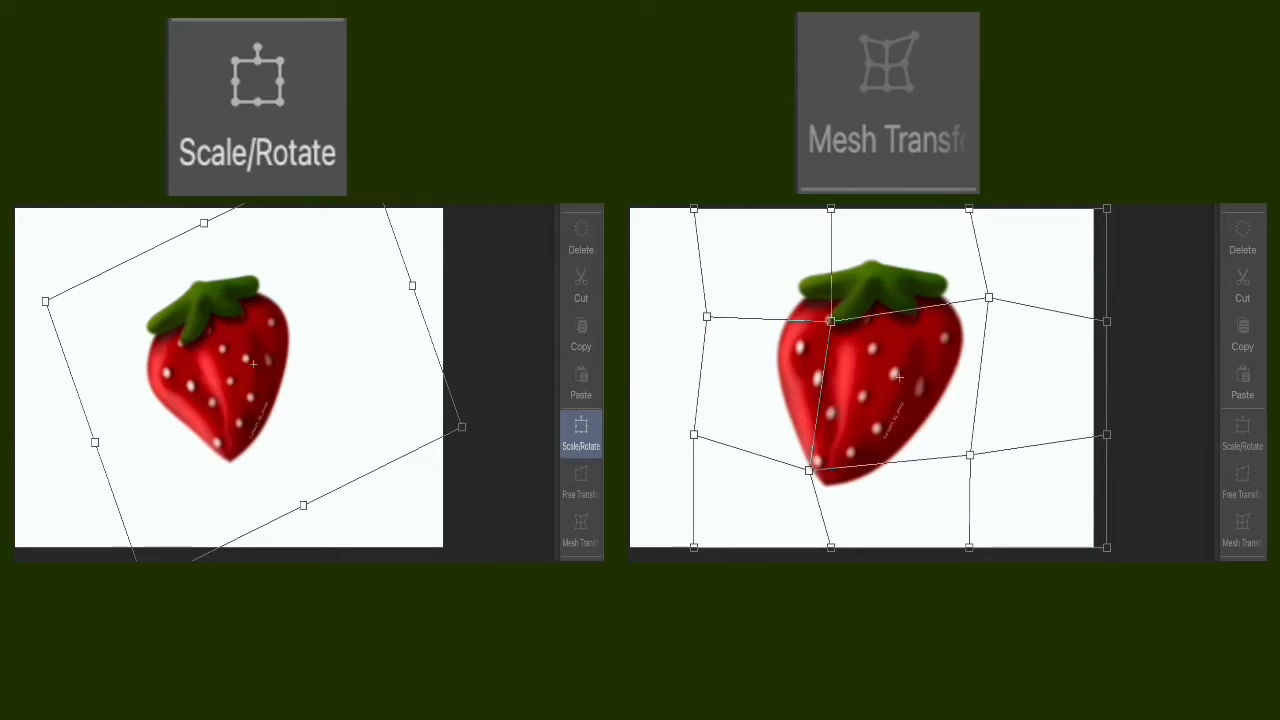 Scale/Rotate
Mesh Transfo
Delete
Cut
Copy
Paste
Scale/Rotate
Free Transfo
Mesh Transf
Delete
Cut
Copy
Paste
Scale/Rotate
Free Transfo
Mesh Transf